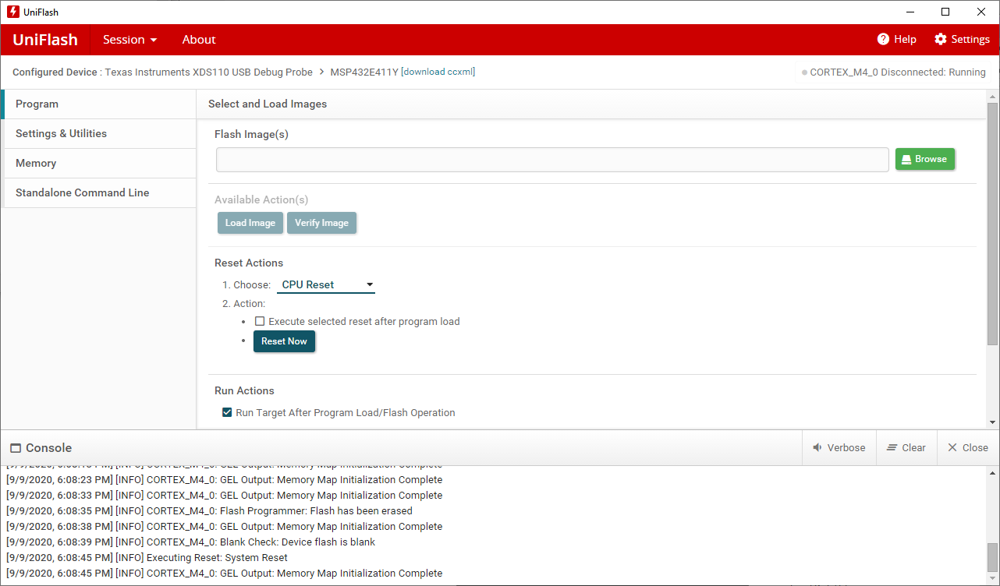 UniFlash
UniFlash Session About Help Settings
Configured Device : Texas Instruments XDS110 USB Debug Probe > MSP432E411Y [download ccxml] CORTEX_M4_0 Disconnected: Running
Program
Settings & Utilities
Memory
Standalone Command Line
Select and Load Images
Flash Image(s)
Browse
Available Action(s)
Load Image Verify Image
Reset Actions
1. Choose: CPU Reset
2. Action:
• Execute selected reset after program load
• Reset Now
Run Actions
Run Target After Program Load/Flash Operation
Console Verbose Clear Close
[9/9/2020, 6:08:23 PM] [INFO] CORTEX_M4_0: GEL Output: Memory Map Initialization Complete
[9/9/2020, 6:08:33 PM] [INFO] CORTEX_M4_0: GEL Output: Memory Map Initialization Complete
[9/9/2020, 6:08:35 PM] [INFO] CORTEX_M4_0: Flash Programmer: Flash has been erased
[9/9/2020, 6:08:38 PM] [INFO] CORTEX_M4_0: GEL Output: Memory Map Initialization Complete
[9/9/2020, 6:08:39 PM] [INFO] CORTEX_M4_0: Blank Check: Device flash is blank
[9/9/2020, 6:08:45 PM] [INFO] Executing Reset: System Reset
[9/9/2020, 6:08:45 PM] [INFO] CORTEX_M4_0: GEL Output: Memory Map Initialization Complete